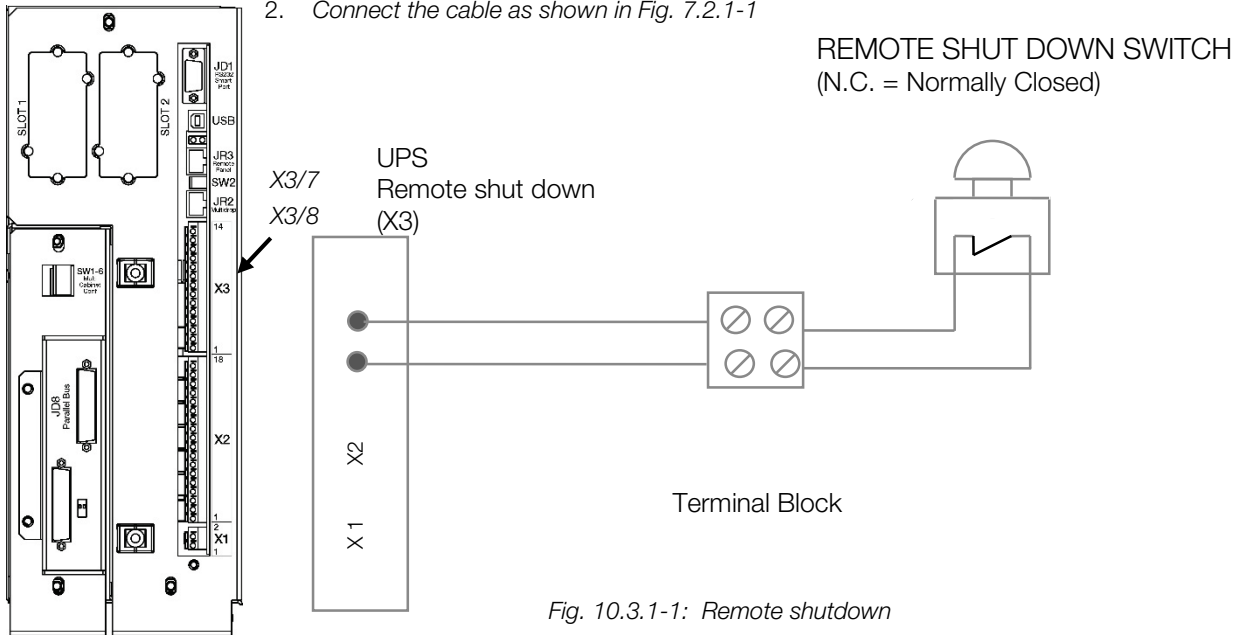 2. Connect the cable as shown in Fig. 7.2.1-1
REMOTE SHUT DOWN SWITCH
(N.C. = Normally Closed)
SLOT 1
SLOT 2
JD1
RS232
Smart
Port
USB
JR3
Remote
Panel
SW2
JR2
Multidrop
14
X3
1
18
X2
1
2
X1
1
SW1-6
Multi
Cabinet
Conf
JD8
Parallel Bus
X3/7
X3/8
UPS
Remote shut down
(X3)
X2
X 1
Terminal Block
Fig. 10.3.1-1: Remote shutdown